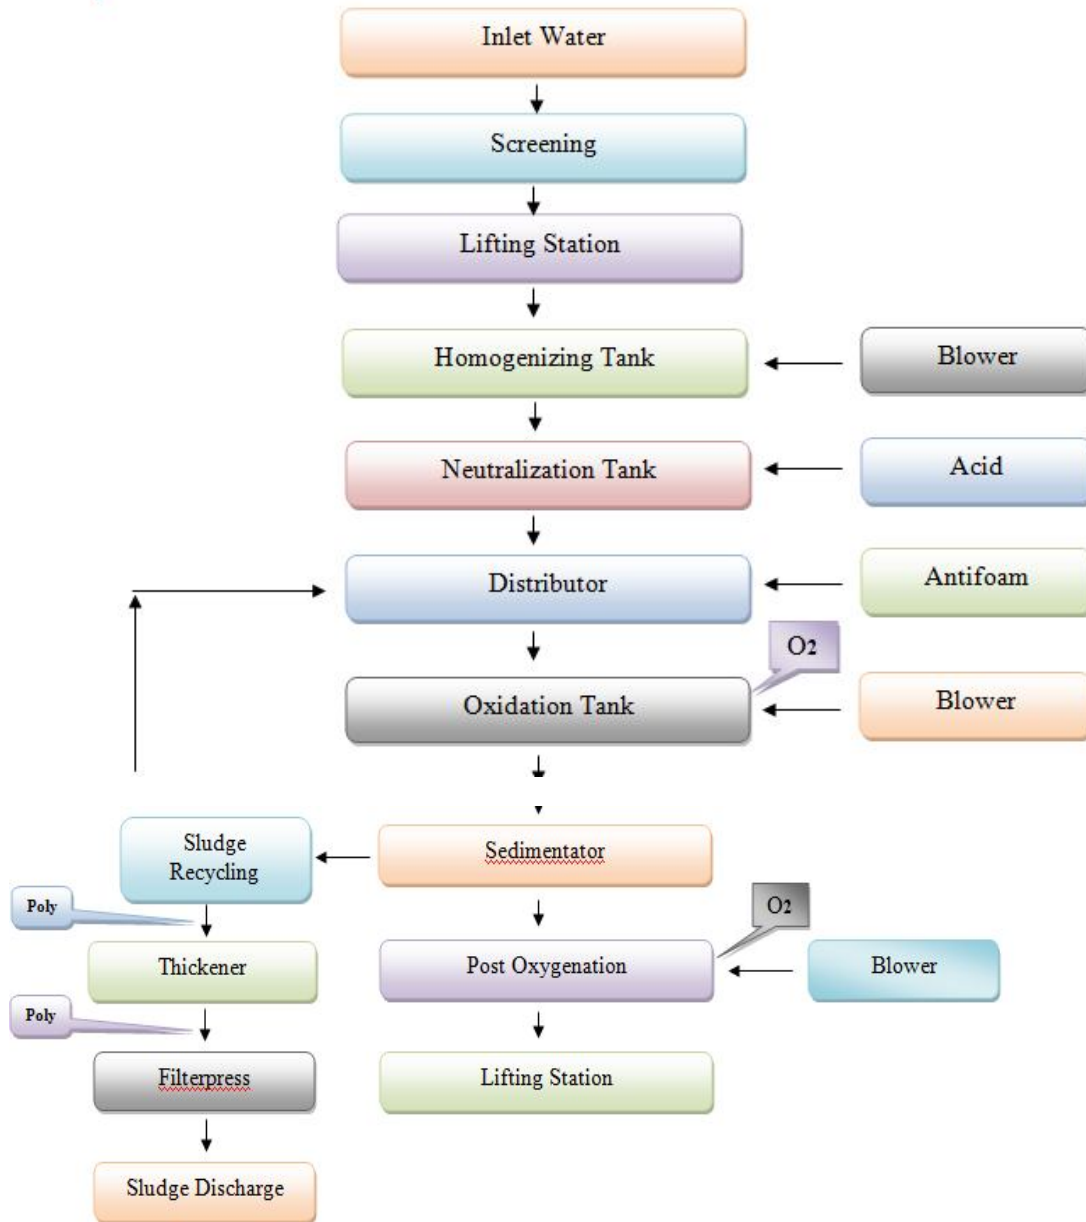 Inlet Water
Screening
Lifting Station
Homogenizing Tank
Blower
Neutralization Tank
Acid
Distributor
Antifoam
O2
Oxidation Tank
Blower
Sludge
Recycling
Sedimentator
Poly
O2
Thickener
Post Oxygenation
Blower
Poly
Filterpress
Lifting Station
Sludge Discharge